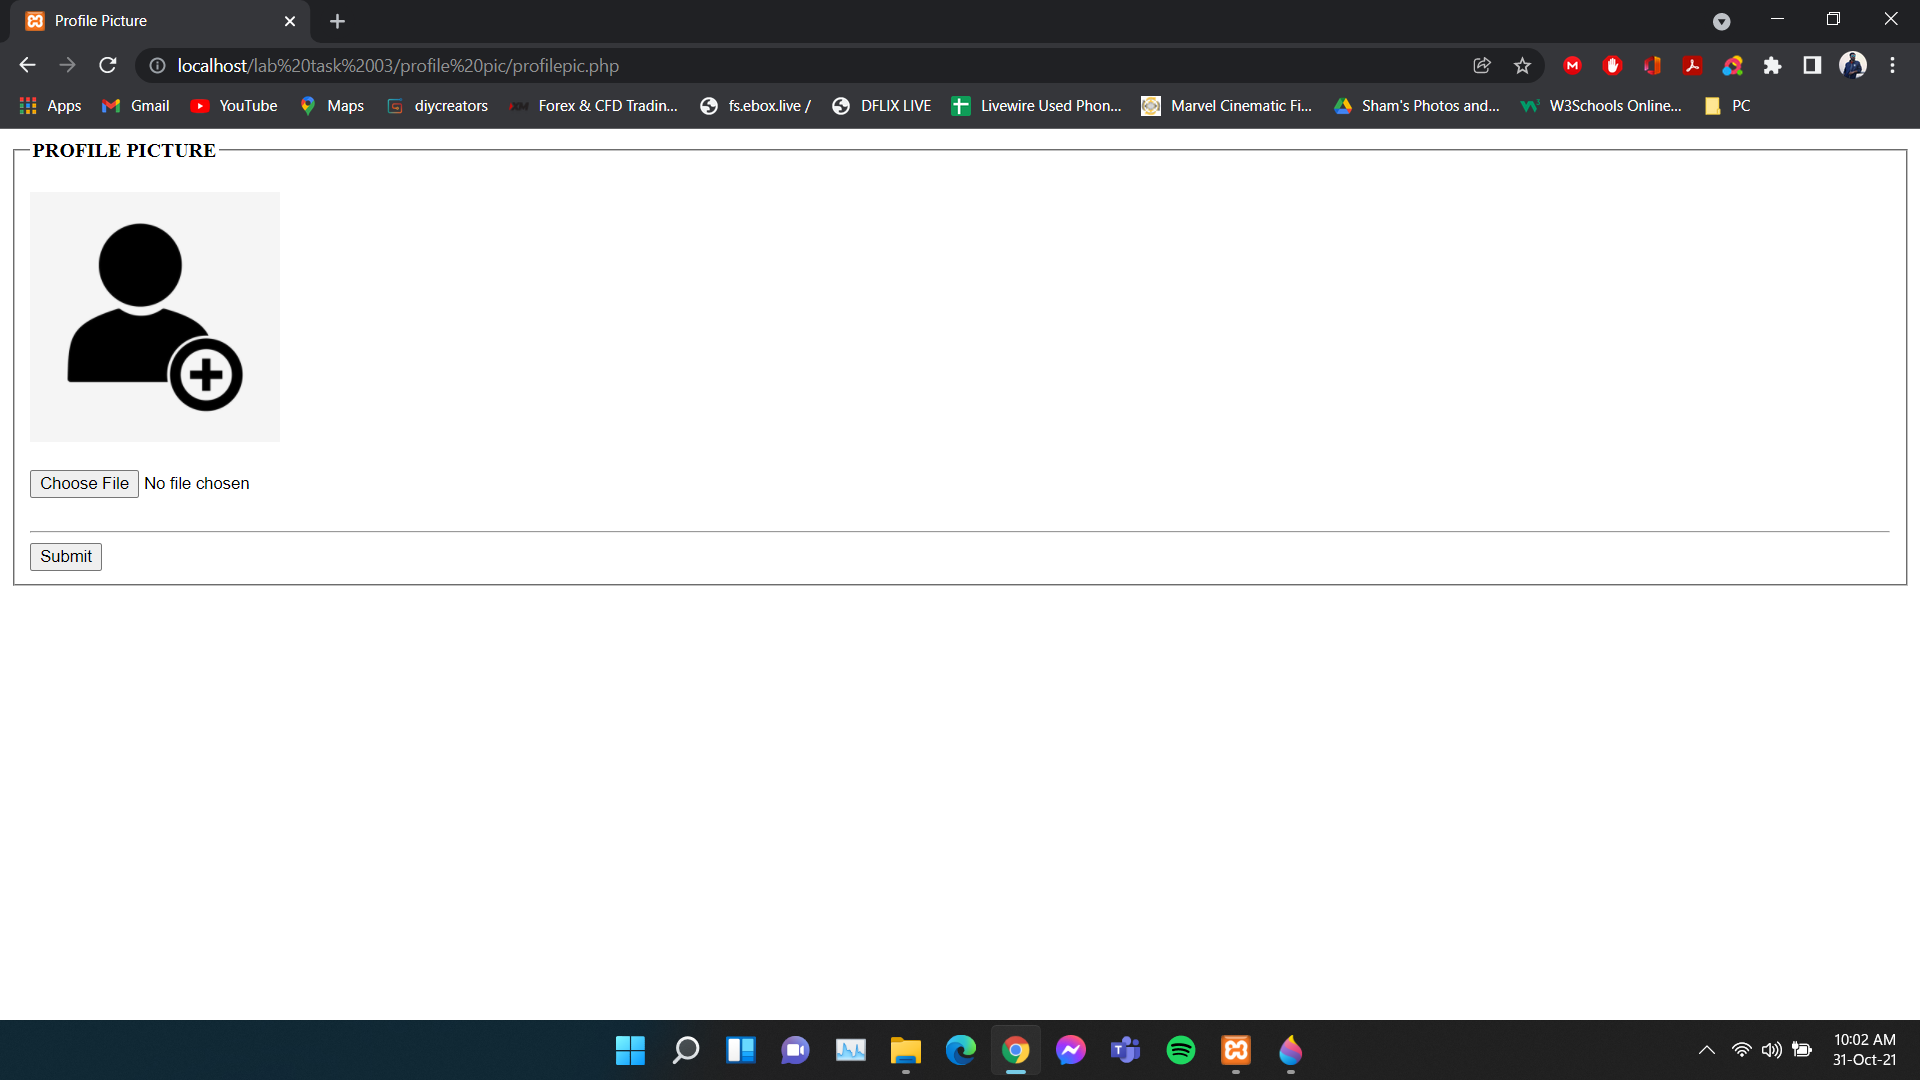 Profile Picture
localhost/lab%20task%2003/profile%20pic/profilepic.php
Apps Gmail YouTube Maps diycreators Forex & CFD Tradin... fs.ebox.live / DFLIX LIVE Livewire Used Phon... Marvel Cinematic Fi... Sham's Photos and... W3Schools Online... PC
PROFILE PICTURE
Choose File No file chosen
Submit
10:02 AM
31-Oct-21